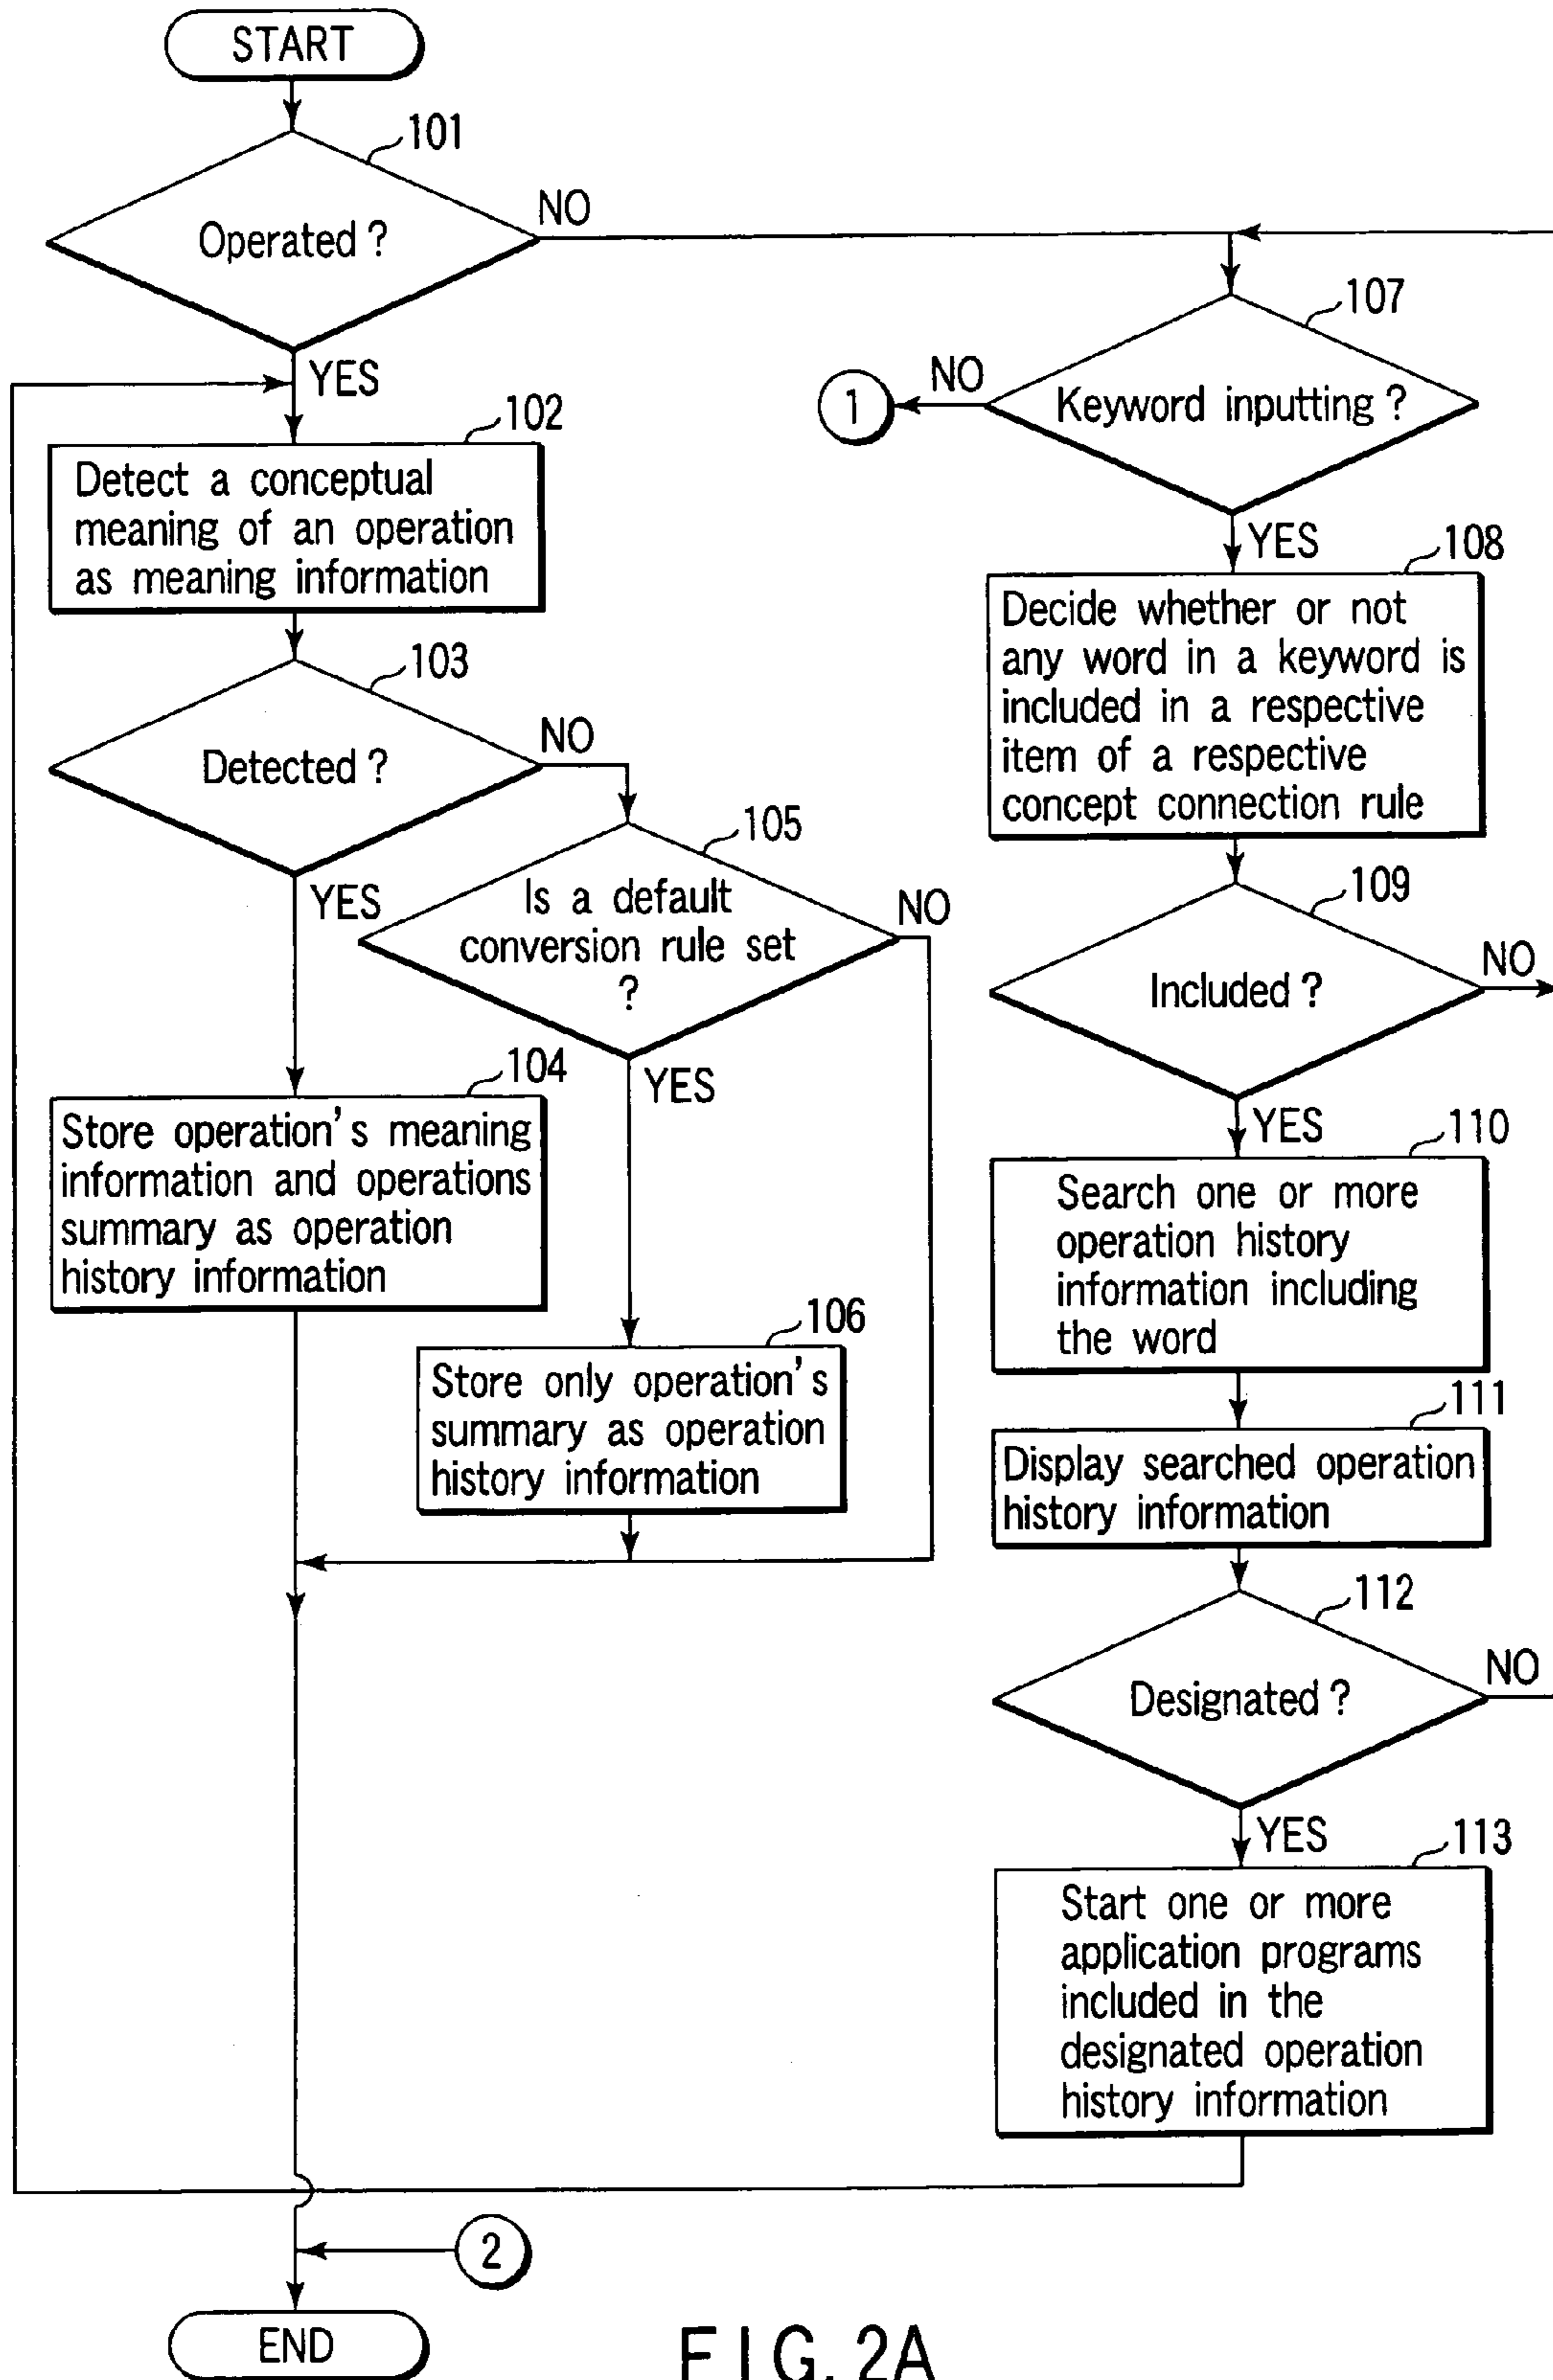 START
101
Operated ?
NO
YES
102
Detect a conceptual
meaning of an operation
as meaning information
103
Detected ?
NO
YES
105
Is a default
conversion rule set
?
NO
YES
104
Store operation's meaning
information and operations
summary as operation
history information
106
Store only operation's
summary as operation
history information
107
Keyword inputting ?
NO
1
YES
108
Decide whether or not
any word in a keyword is
included in a respective
item of a respective
concept connection rule
109
Included ?
NO
YES
110
Search one or more
operation history
information including
the word
111
Display searched operation
history information
112
Designated ?
NO
YES
113
Start one or more
application programs
included in the
designated operation
history information
2
END
FIG. 2A